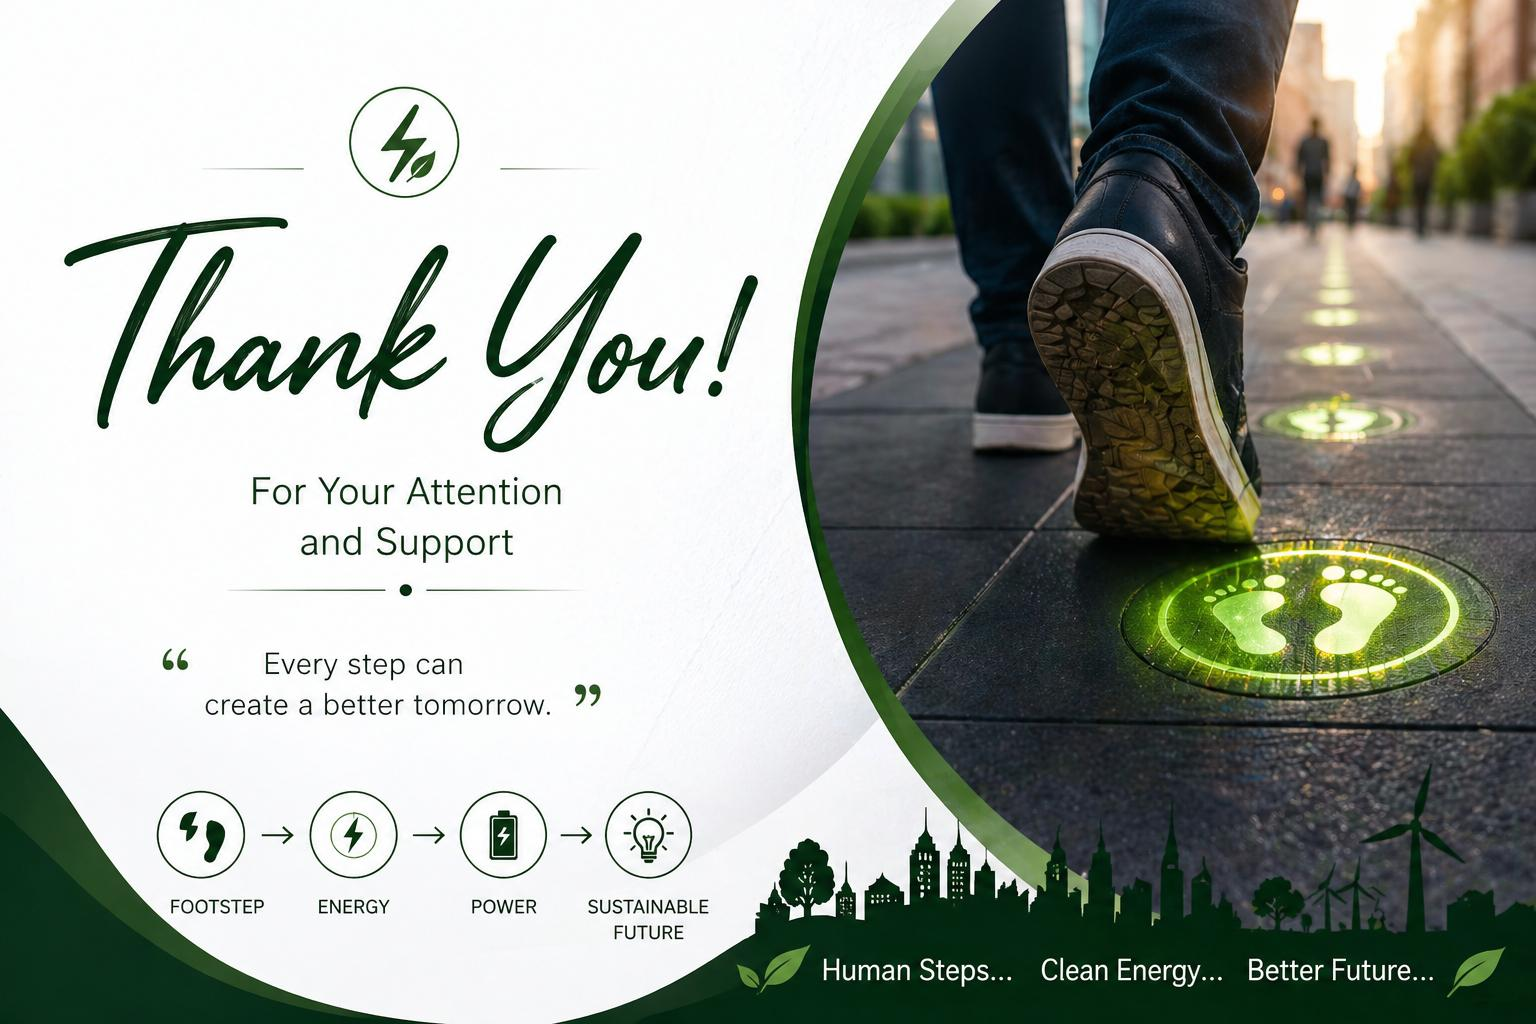 Thank You!
For Your Attention
and Support
“ Every step can
create a better tomorrow. ”
FOOTSTEP
ENERGY
POWER
SUSTAINABLE
FUTURE
Human Steps... Clean Energy... Better Future...